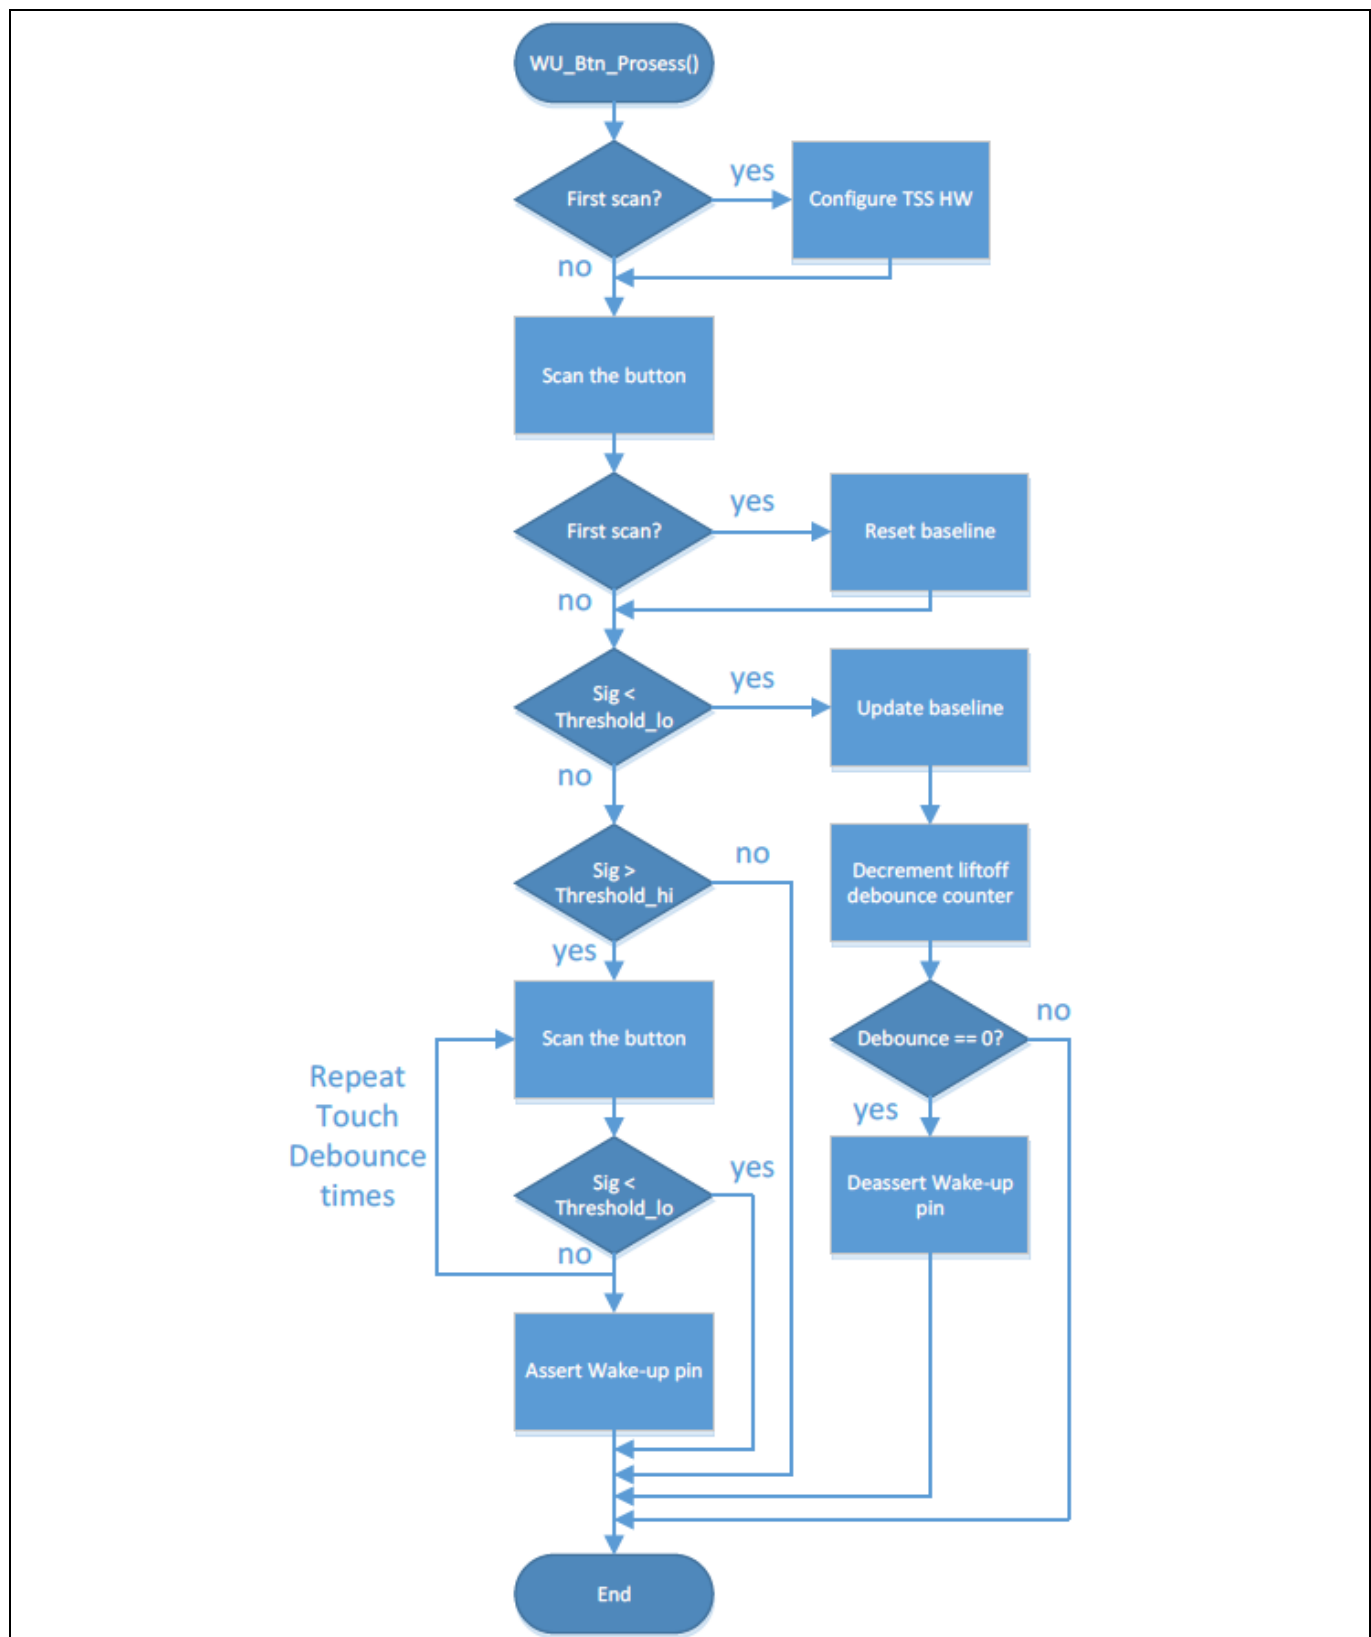 WU_Btn_Prosess()
First scan?
yes
Configure TSS HW
no
Scan the button
First scan?
yes
Reset baseline
no
Sig <
Threshold_lo
yes
Update baseline
no
Sig >
Threshold_hi
no
Decrement liftoff
debounce counter
yes
Scan the button
Debounce == 0?
no
Repeat
Touch
Debounce
times
yes
Sig <
Threshold_lo
yes
Deassert Wake-up
pin
no
Assert Wake-up pin
End